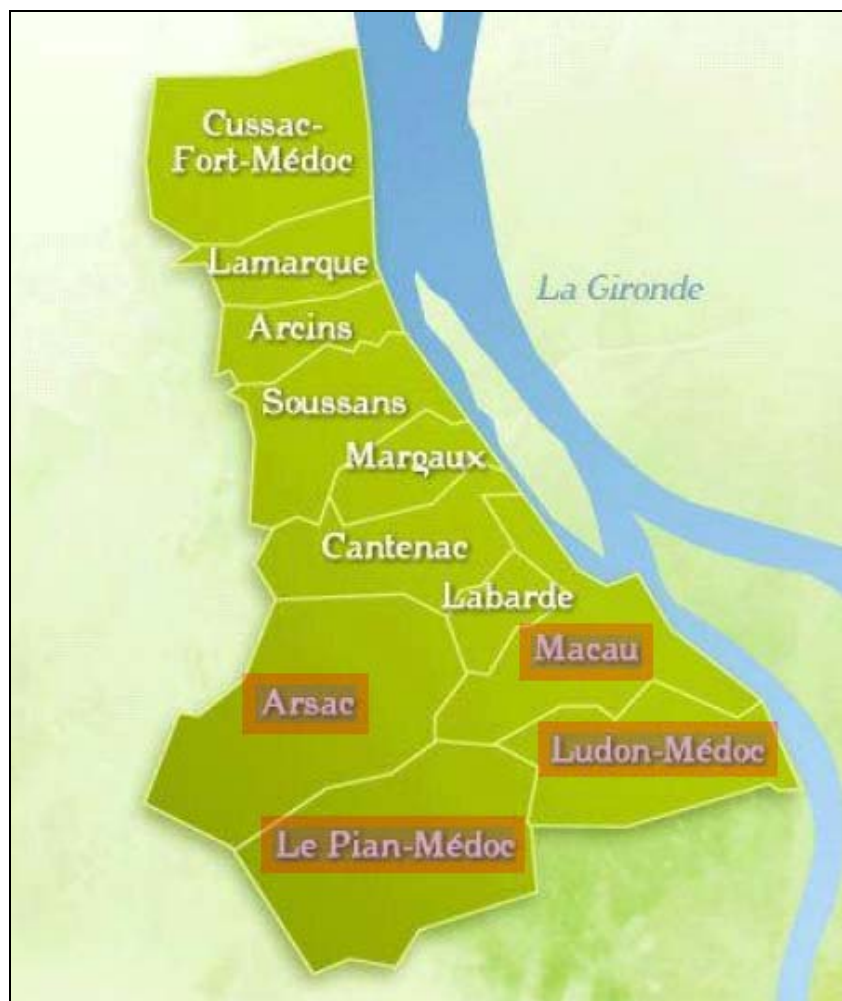 Cussac-
Fort-Médoc
Lamarque
La Gironde
Arcins
Soussans
Margaux
Cantenac
Labarde
Macau
Arsac
Ludon-Médoc
Le Pian-Médoc